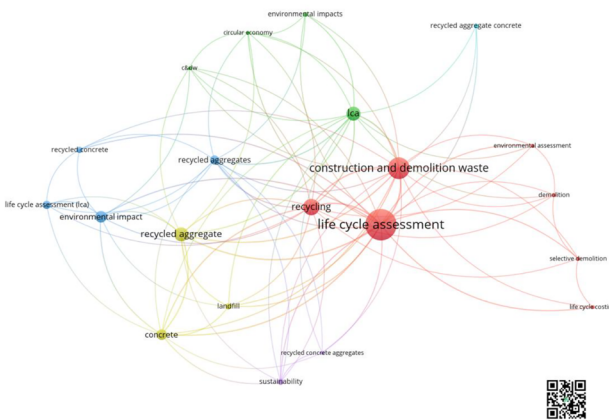 environmental impacts
recycled aggregate concrete
circular economy
c&dw
lca
environmental assessment
recycled concrete
recycled aggregates
construction and demolition waste
demolition
life cycle assessment (lca)
environmental impact
recycling
life cycle assessment
recycled aggregate
selective demolition
landfill
life cycle costi
concrete
recycled concrete aggregates
sustainability